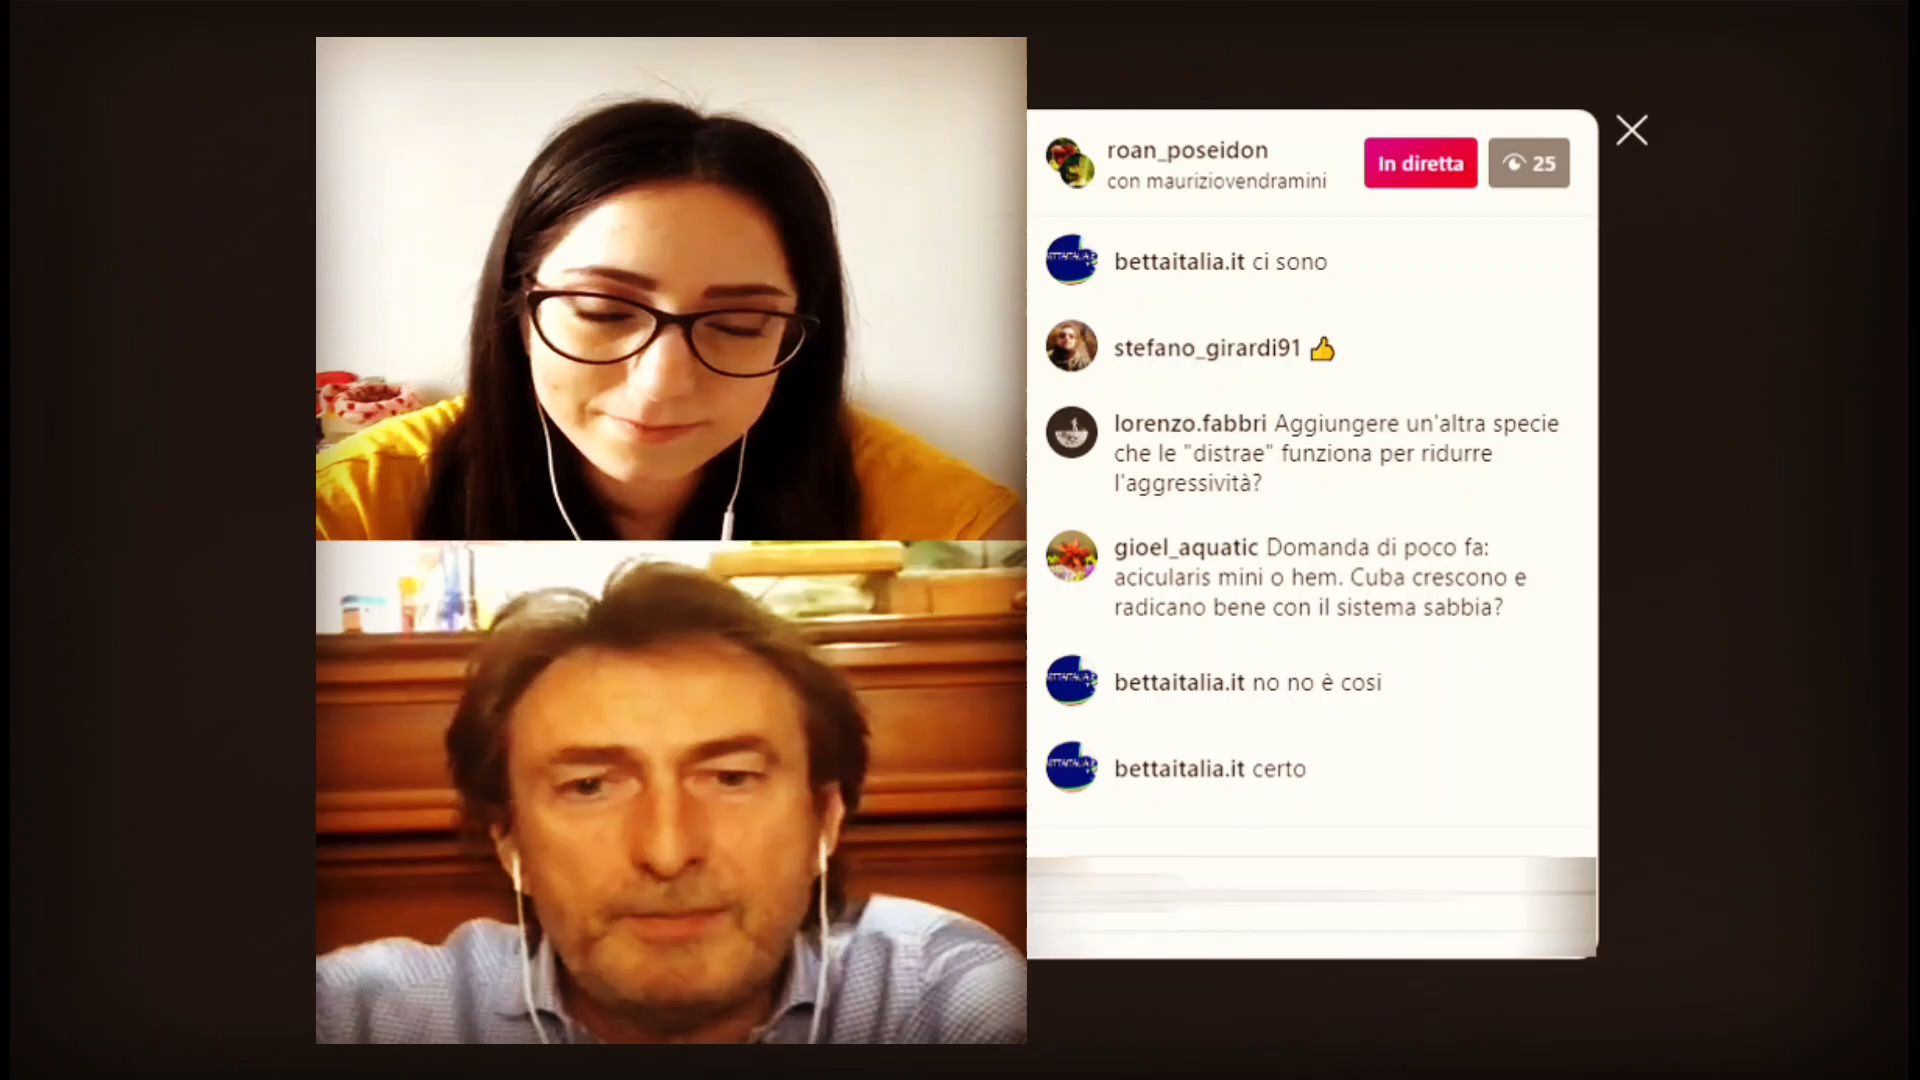 roan_poseidon
con mauriziovendramini
In diretta
25
bettaitalia.it ci sono
stefano_girardi91 👍
lorenzo.fabbri Aggiungere un'altra specie
che le "distrae" funziona per ridurre
l'aggressività?
gioel_aquatic Domanda di poco fa:
acicularis mini o hem. Cuba crescono e
radicano bene con il sistema sabbia?
bettaitalia.it no no è cosi
bettaitalia.it certo